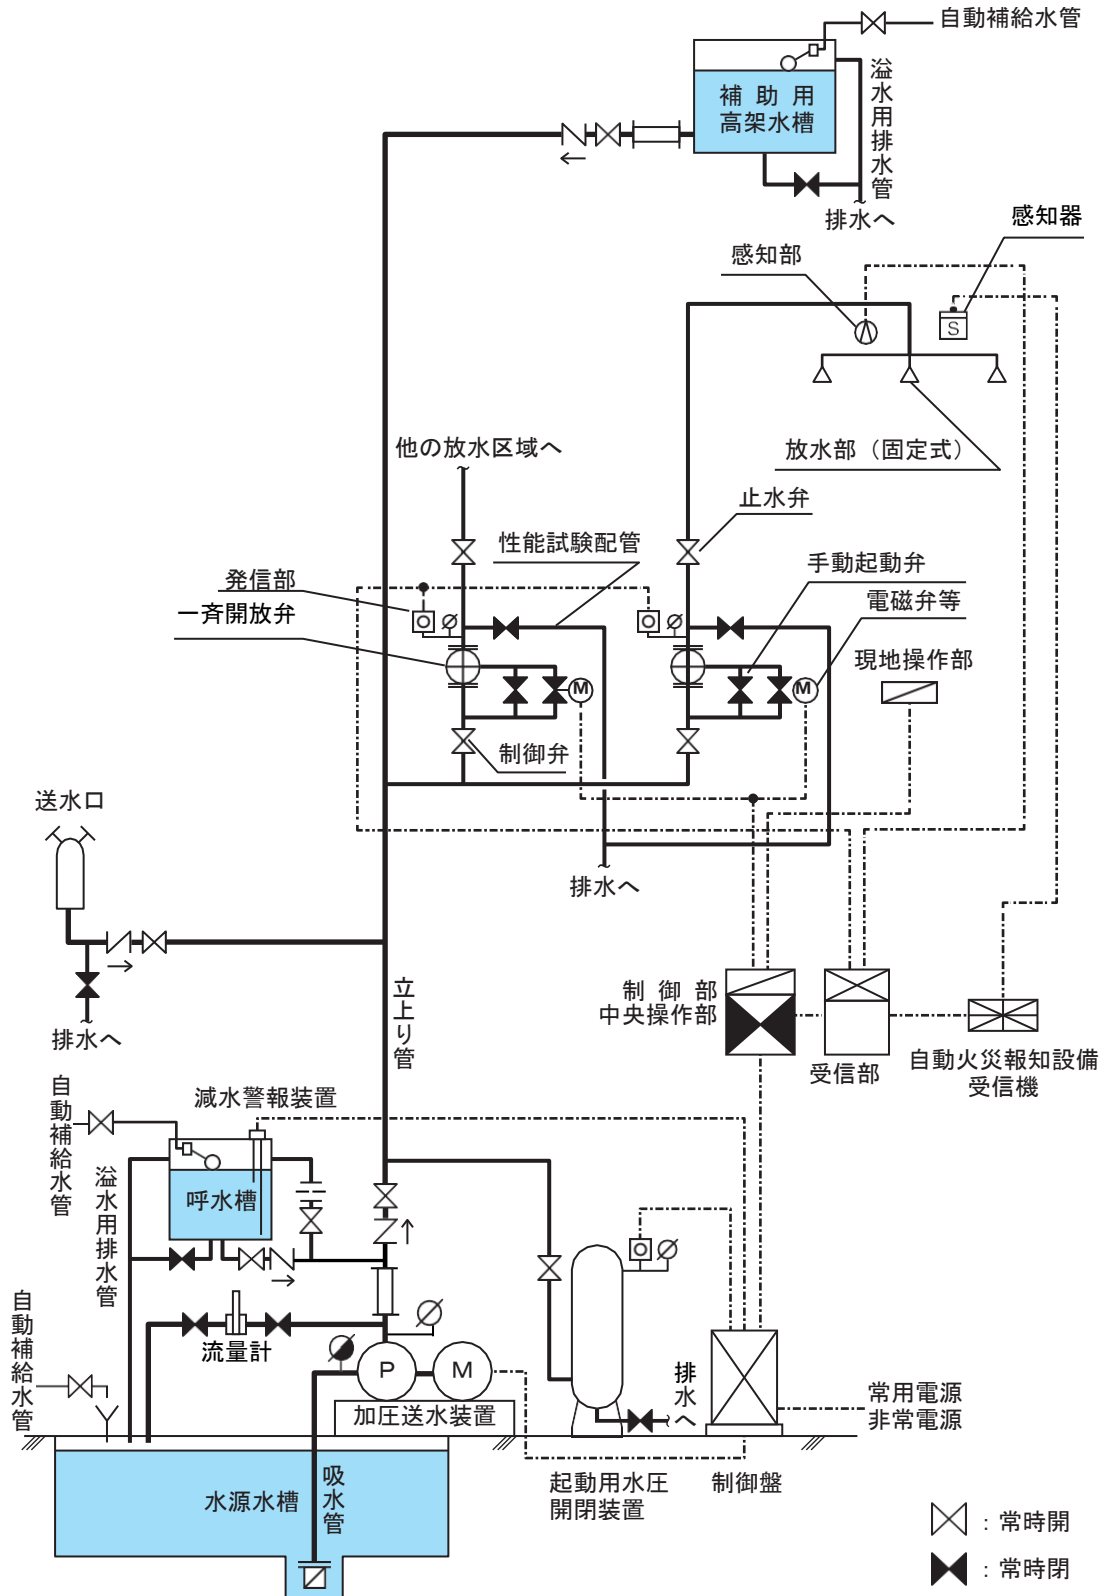 自動補給水管
補助用
高架水槽
溢水用排水管
排水へ
感知器
感知部
S
放水部（固定式）
他の放水区域へ
止水弁
性能試験配管
手動起動弁
発信部
電磁弁等
一斉開放弁
現地操作部
M
M
制御弁
送水口
排水へ
排水へ
立上り管
制御部
中央操作部
受信部
自動火災報知設備
受信機
自動補給水管
減水警報装置
呼水槽
溢水用排水管
自動補給水管
流量計
P
M
加圧送水装置
排水へ
常用電源
非常電源
水源水槽
吸水管
起動用水圧
開閉装置
制御盤
：常時開
：常時閉